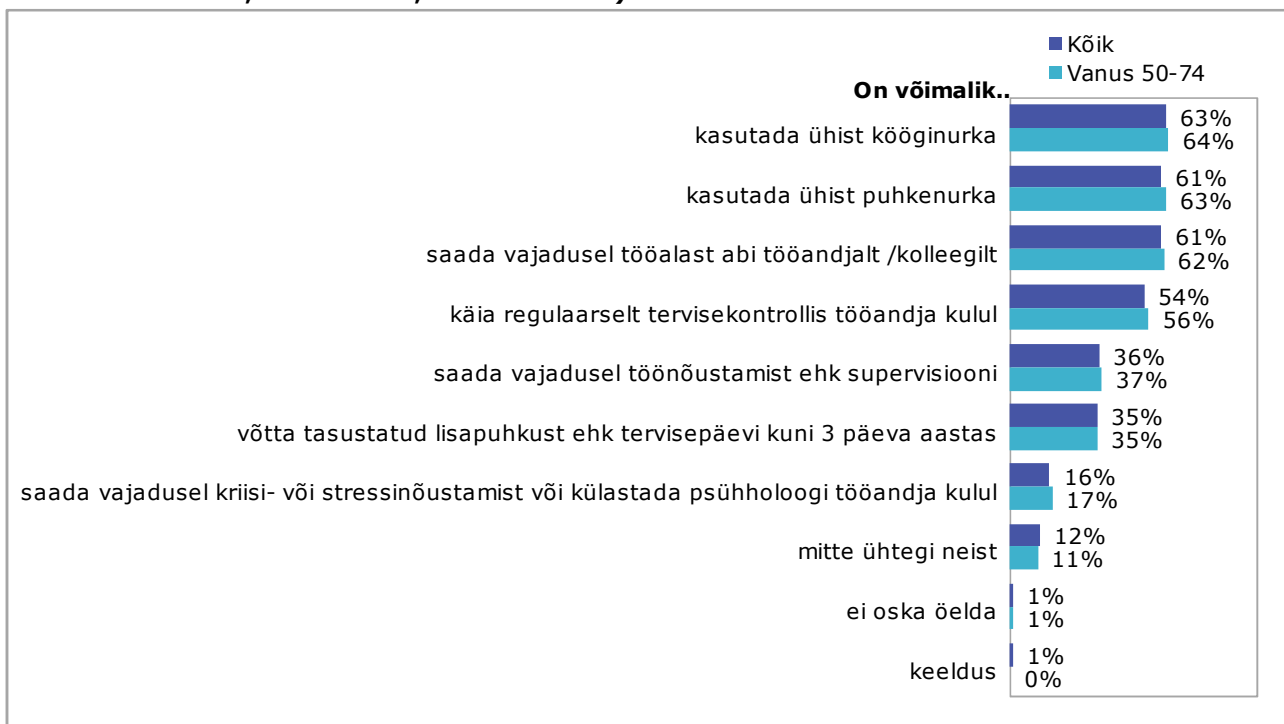 Kõik
Vanus 50-74
On võimalik..
kasutada ühist kööginurka
63%
64%
kasutada ühist puhkenurka
61%
63%
saada vajadusel tööalast abi tööandjalt /kolleegilt
61%
62%
käia regulaarselt tervisekontrollis tööandja kulul
54%
56%
saada vajadusel töönõustamist ehk supervisiooni
36%
37%
võtta tasustatud lisapuhkust ehk tervisepäevi kuni 3 päeva aastas
35%
35%
saada vajadusel kriisi- või stressinõustamist või külastada psühholoogi tööandja kulul
16%
17%
mitte ühtegi neist
12%
11%
ei oska öelda
1%
1%
keeldus
1%
0%